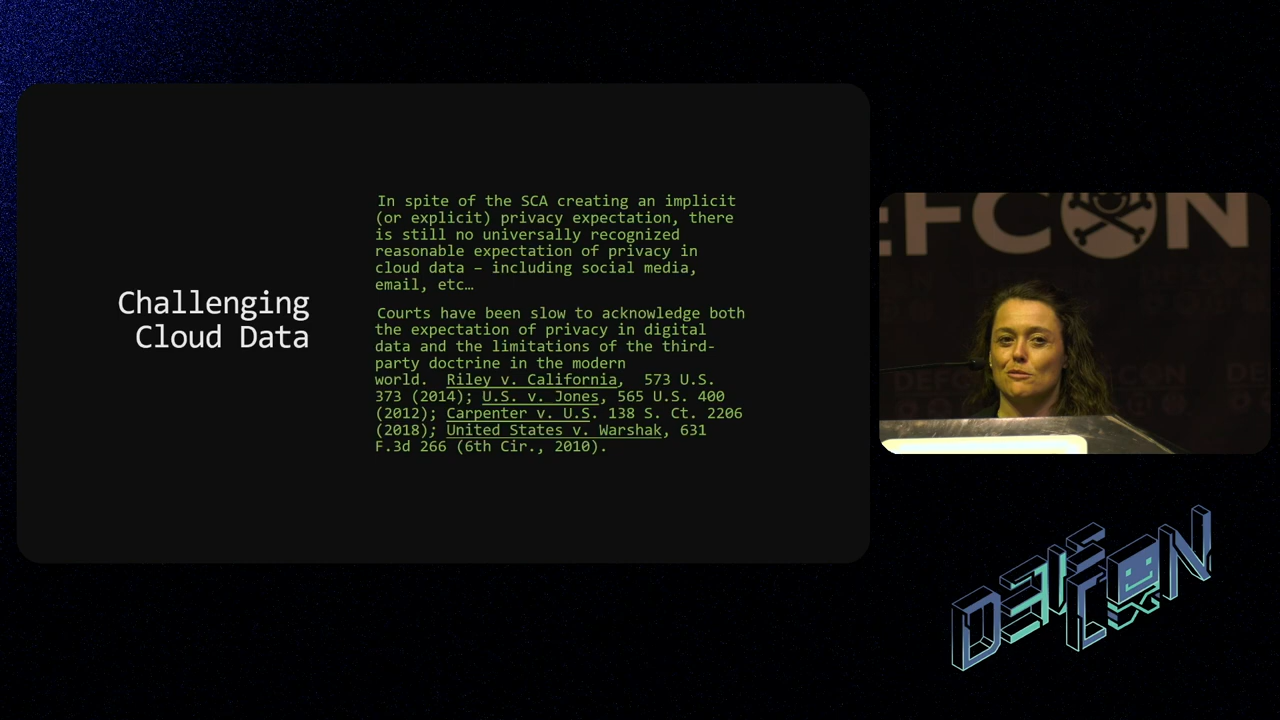 Challenging
Cloud Data
In spite of the SCA creating an implicit
(or explicit) privacy expectation, there
is still no universally recognized
reasonable expectation of privacy in
cloud data – including social media,
email, etc…
Courts have been slow to acknowledge both
the expectation of privacy in digital
data and the limitations of the third-
party doctrine in the modern
world. Riley v. California, 573 U.S.
373 (2014); U.S. v. Jones, 565 U.S. 400
(2012); Carpenter v. U.S. 138 S. Ct. 2206
(2018); United States v. Warshak, 631
F.3d 266 (6th Cir., 2010).
EFC N
DEFCON
DEF
DEF
CON